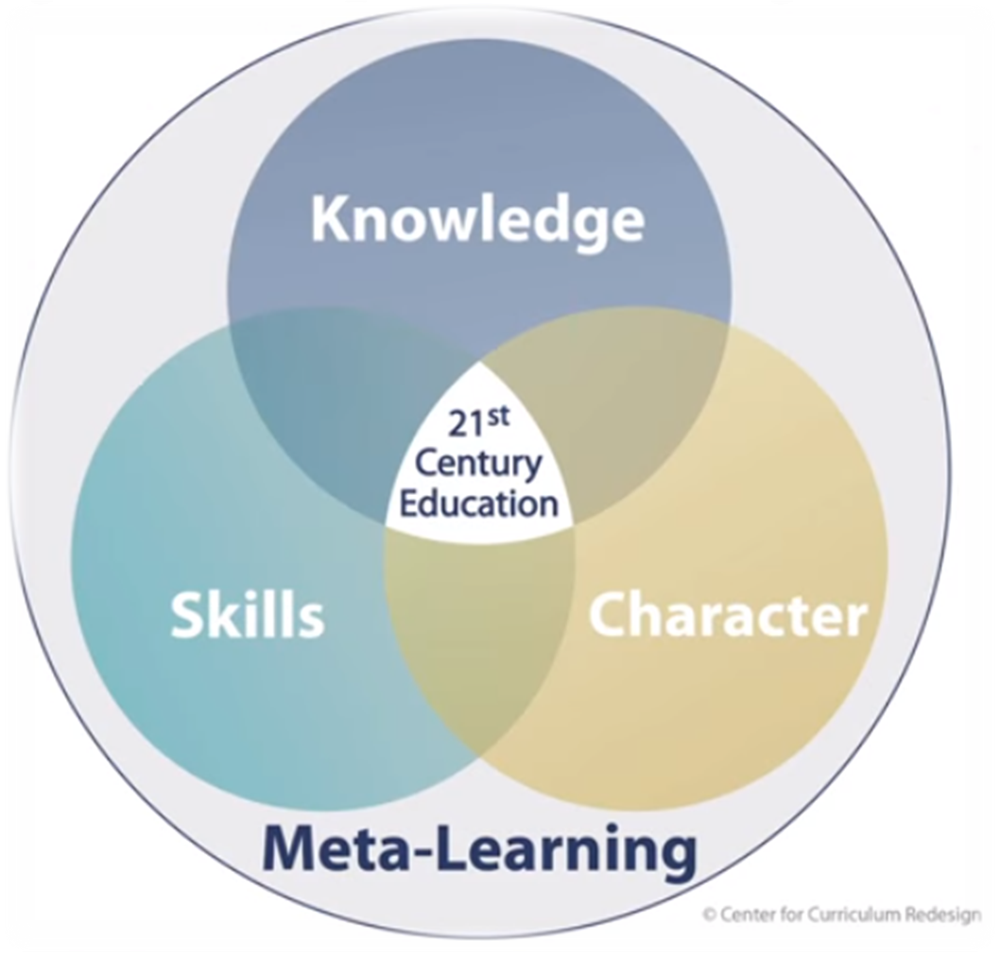 Knowledge
21st
Century
Education
Skills
Character
Meta-Learning
© Center for Curriculum Redesign